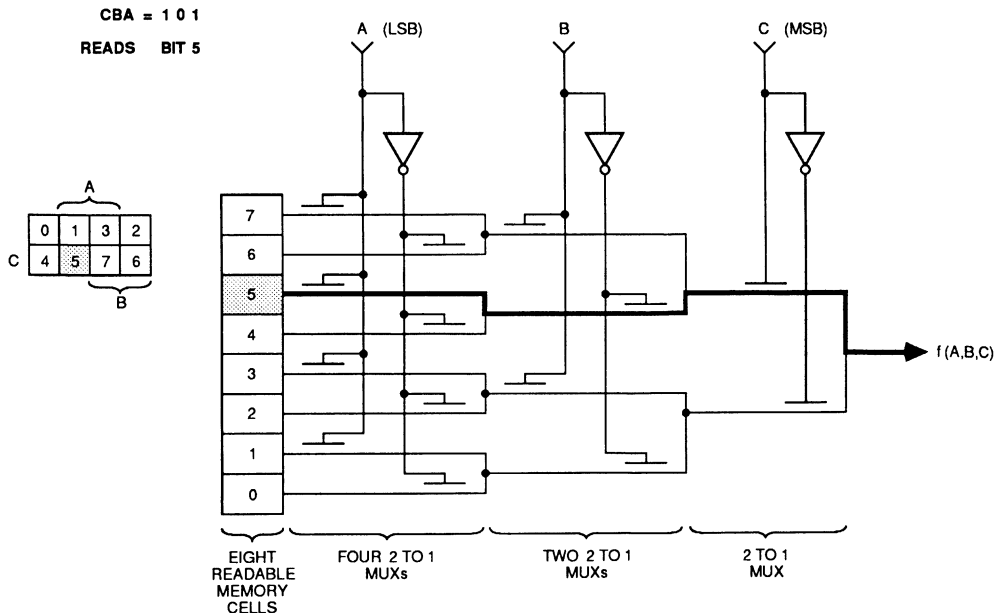 CBA = 1 0 1
READS BIT 5
A (LSB)
B
C (MSB)
A
0 1 3 2
C 4 5 7 6
B
7
6
5
4
3
2
1
0
f (A,B,C)
EIGHT
READABLE
MEMORY
CELLS
FOUR 2 TO 1
MUXs
TWO 2 TO 1
MUXs
2 TO 1
MUX